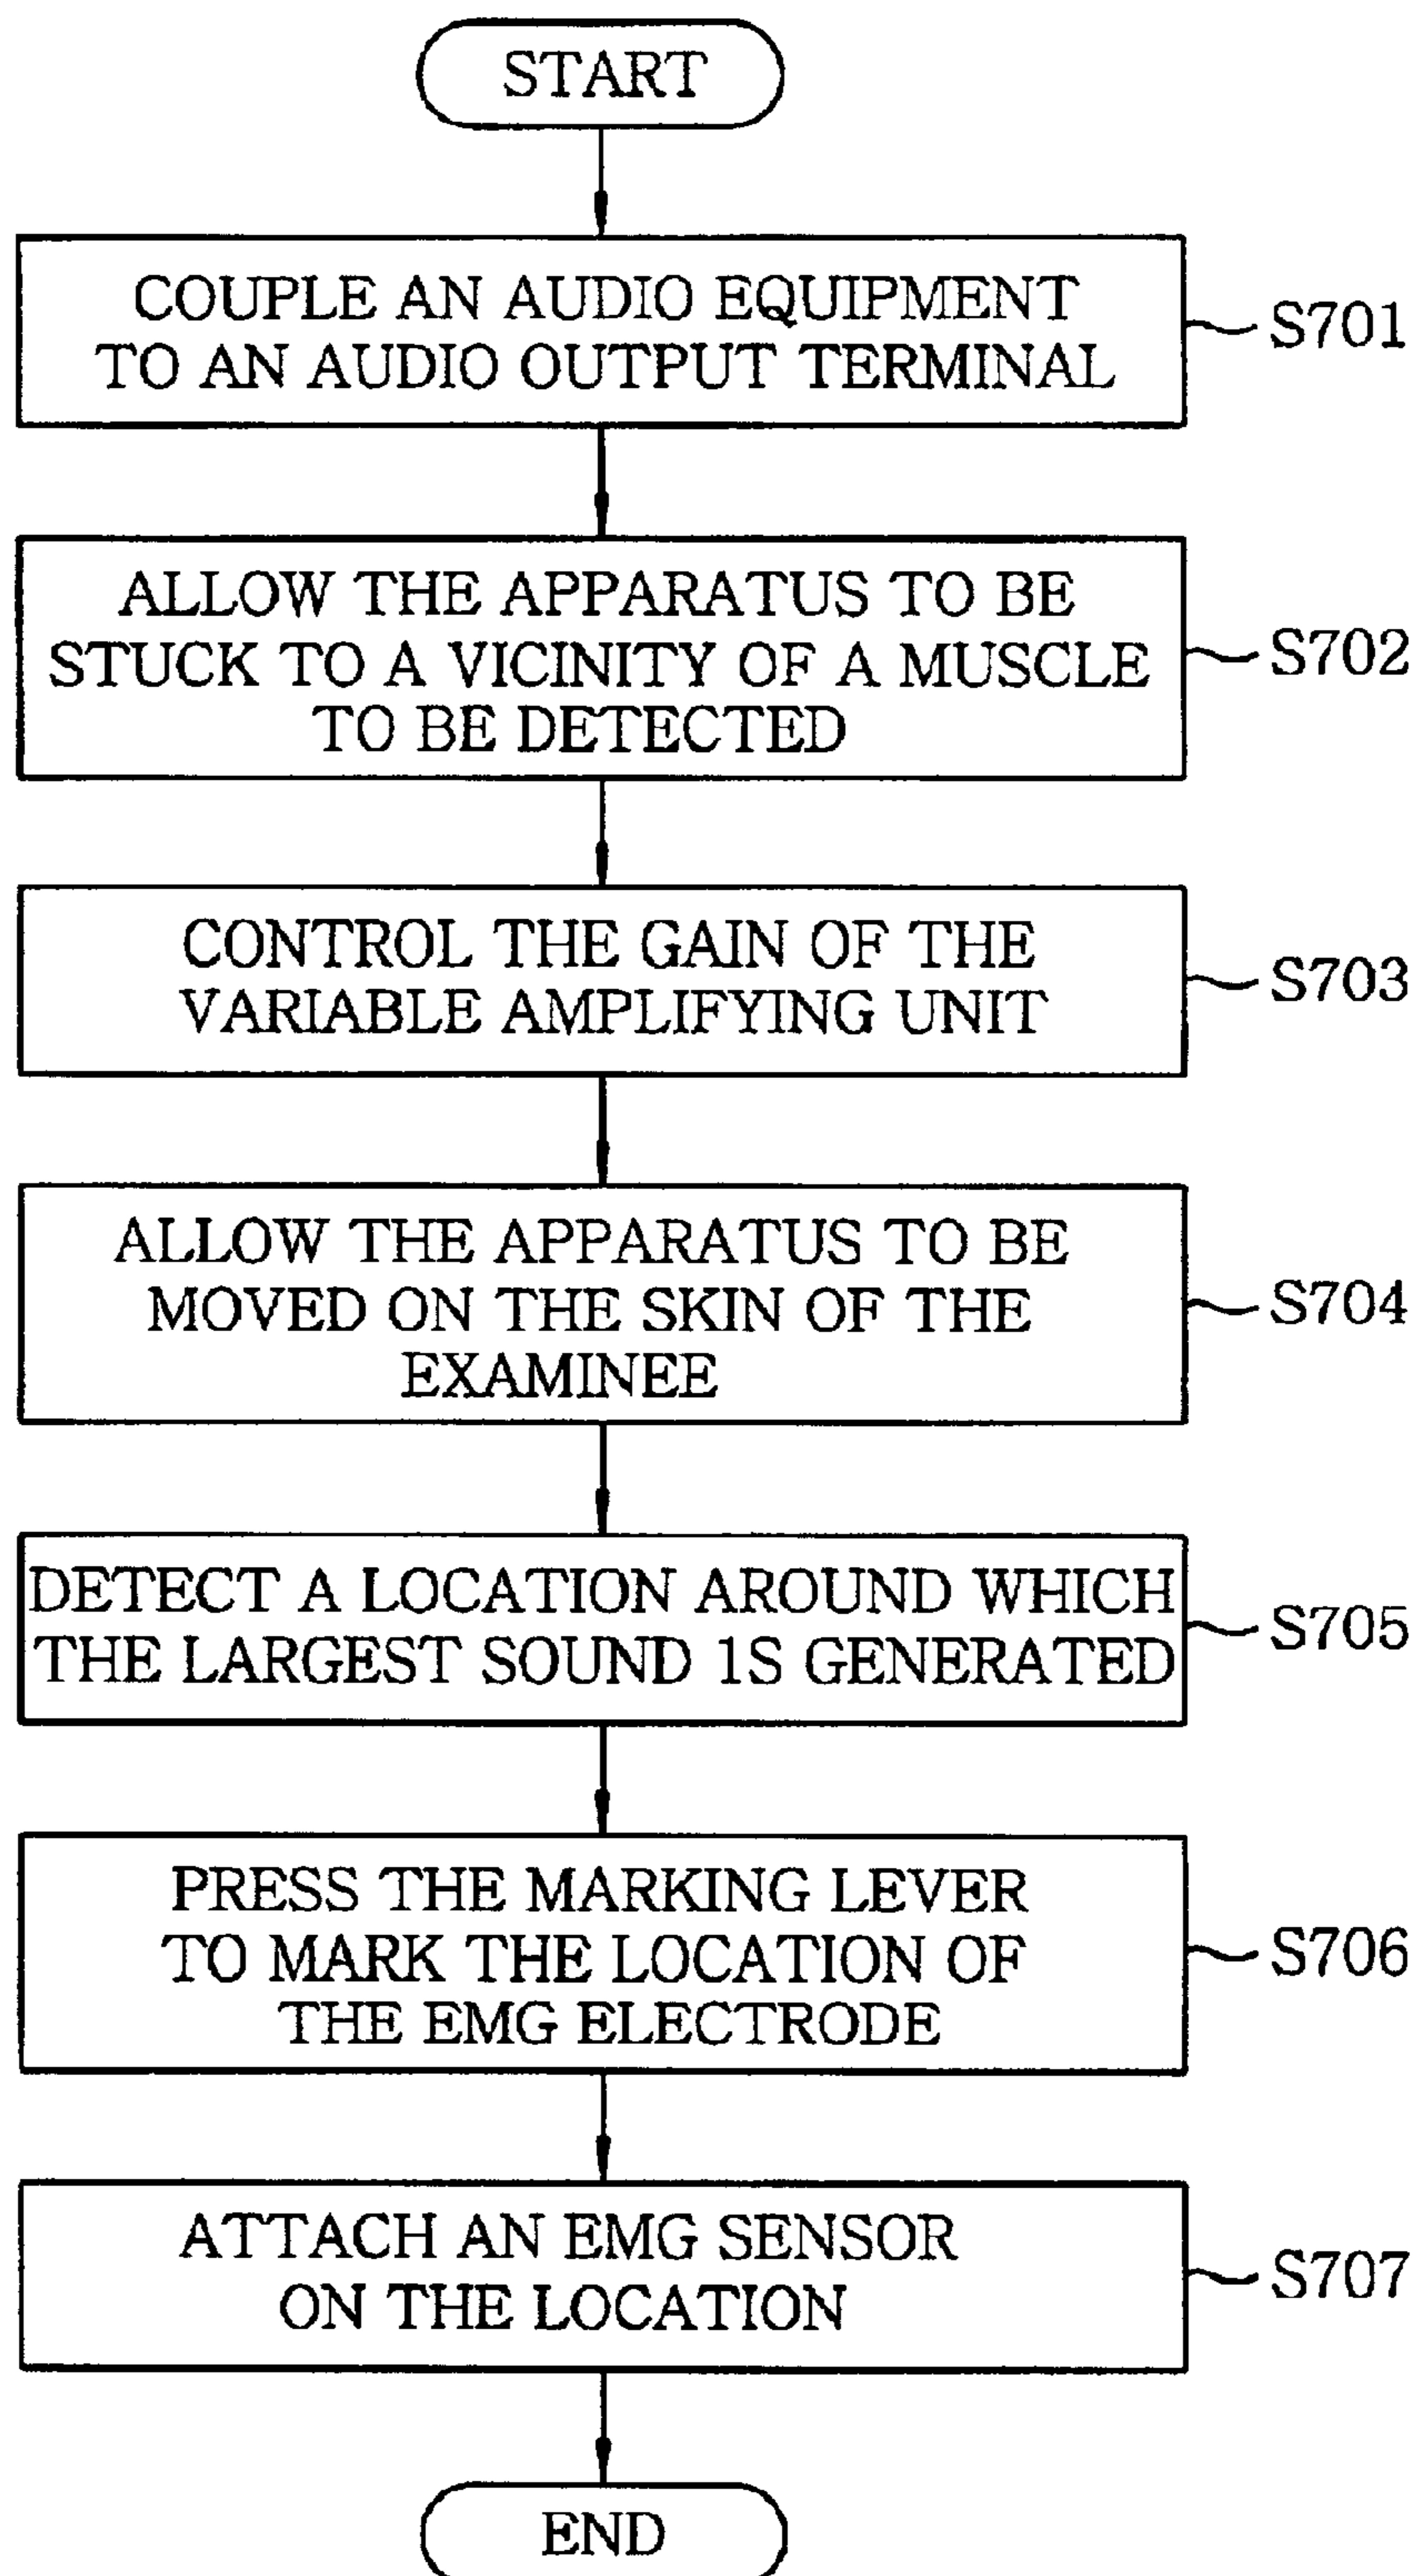 START
COUPLE AN AUDIO EQUIPMENT
TO AN AUDIO OUTPUT TERMINAL
S701
ALLOW THE APPARATUS TO BE
STUCK TO A VICINITY OF A MUSCLE
TO BE DETECTED
S702
CONTROL THE GAIN OF THE
VARIABLE AMPLIFYING UNIT
S703
ALLOW THE APPARATUS TO BE
MOVED ON THE SKIN OF THE
EXAMINEE
S704
DETECT A LOCATION AROUND WHICH
THE LARGEST SOUND 1S GENERATED
S705
PRESS THE MARKING LEVER
TO MARK THE LOCATION OF
THE EMG ELECTRODE
S706
ATTACH AN EMG SENSOR
ON THE LOCATION
S707
END